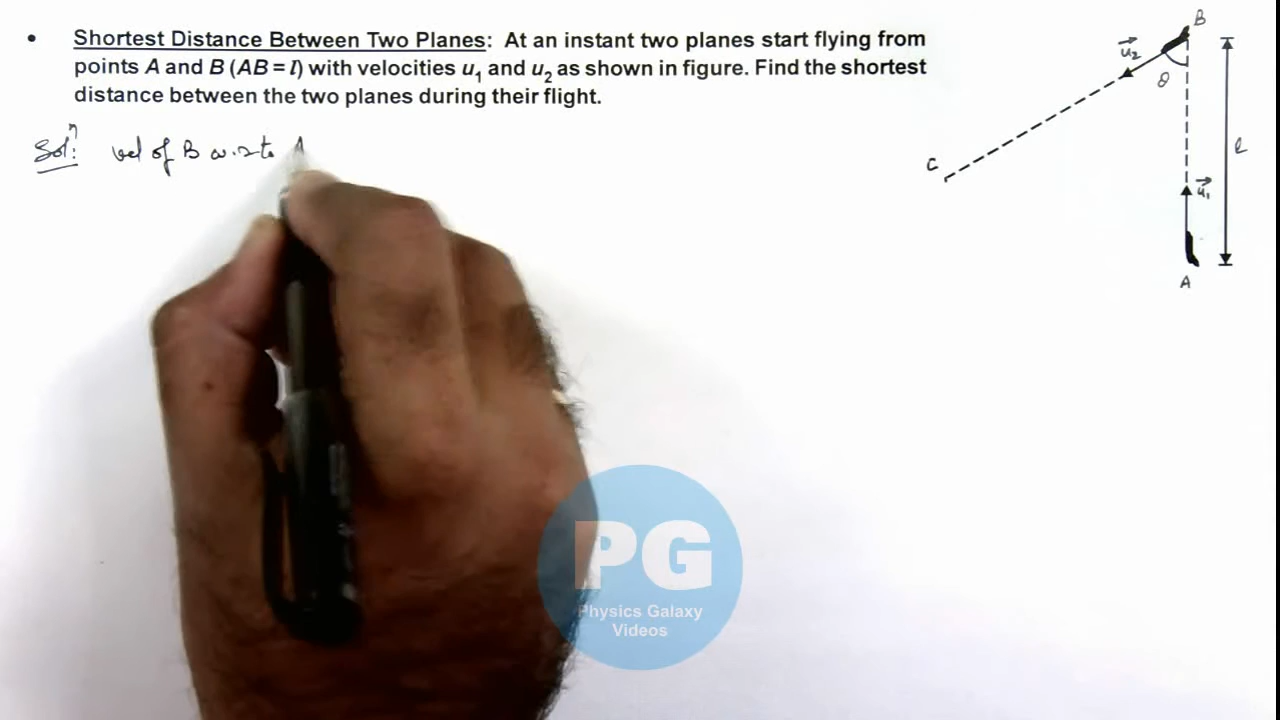 • Shortest Distance Between Two Planes: At an instant two planes start flying from
points A and B (AB = l) with velocities u₁ and u₂ as shown in figure. Find the shortest
distance between the two planes during their flight.
Solⁿ: vel of B w.r to A
B
u₂
θ
C
l
u₁
A
PG
Physics Galaxy
Videos